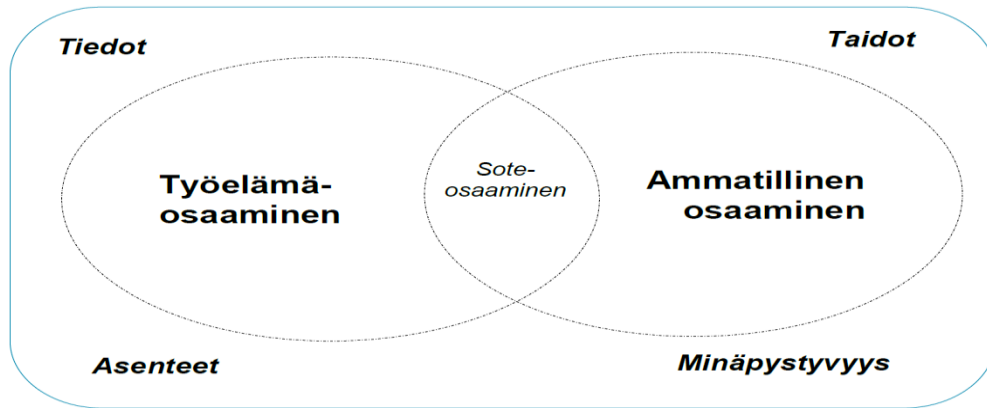 Tiedot
Taidot
Työelämä-
osaaminen
Sote-
osaaminen
Ammatillinen
osaaminen
Asenteet
Minäpystyvyys